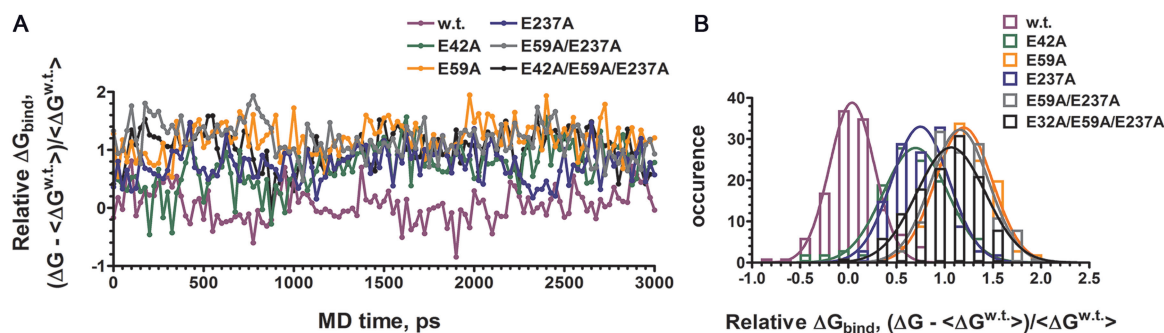 A
w.t.
E42A
E59A
E237A
E59A/E237A
E42A/E59A/E237A
Relative ΔGbind,
(ΔG - <ΔGw.t.>)/<ΔGw.t.>
2
1
0
-1
0
500
1000
1500
2000
2500
3000
MD time, ps
B
w.t.
E42A
E59A
E237A
E59A/E237A
E32A/E59A/E237A
occurence
40
30
20
10
0
-1.0
-0.5
0.0
0.5
1.0
1.5
2.0
2.5
Relative ΔGbind, (ΔG - <ΔGw.t.>)/<ΔGw.t.>